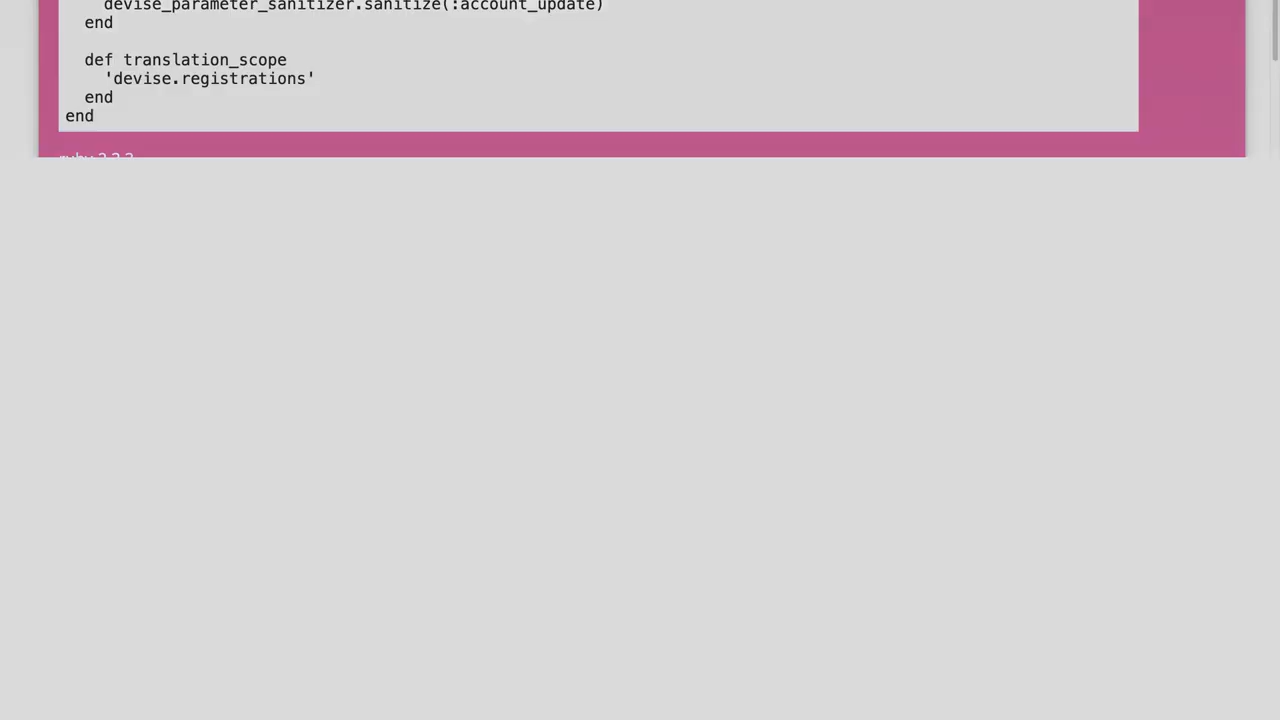 devise_parameter_sanitizer.sanitize(:account_update)
end
def translation_scope
'devise.registrations'
end
end